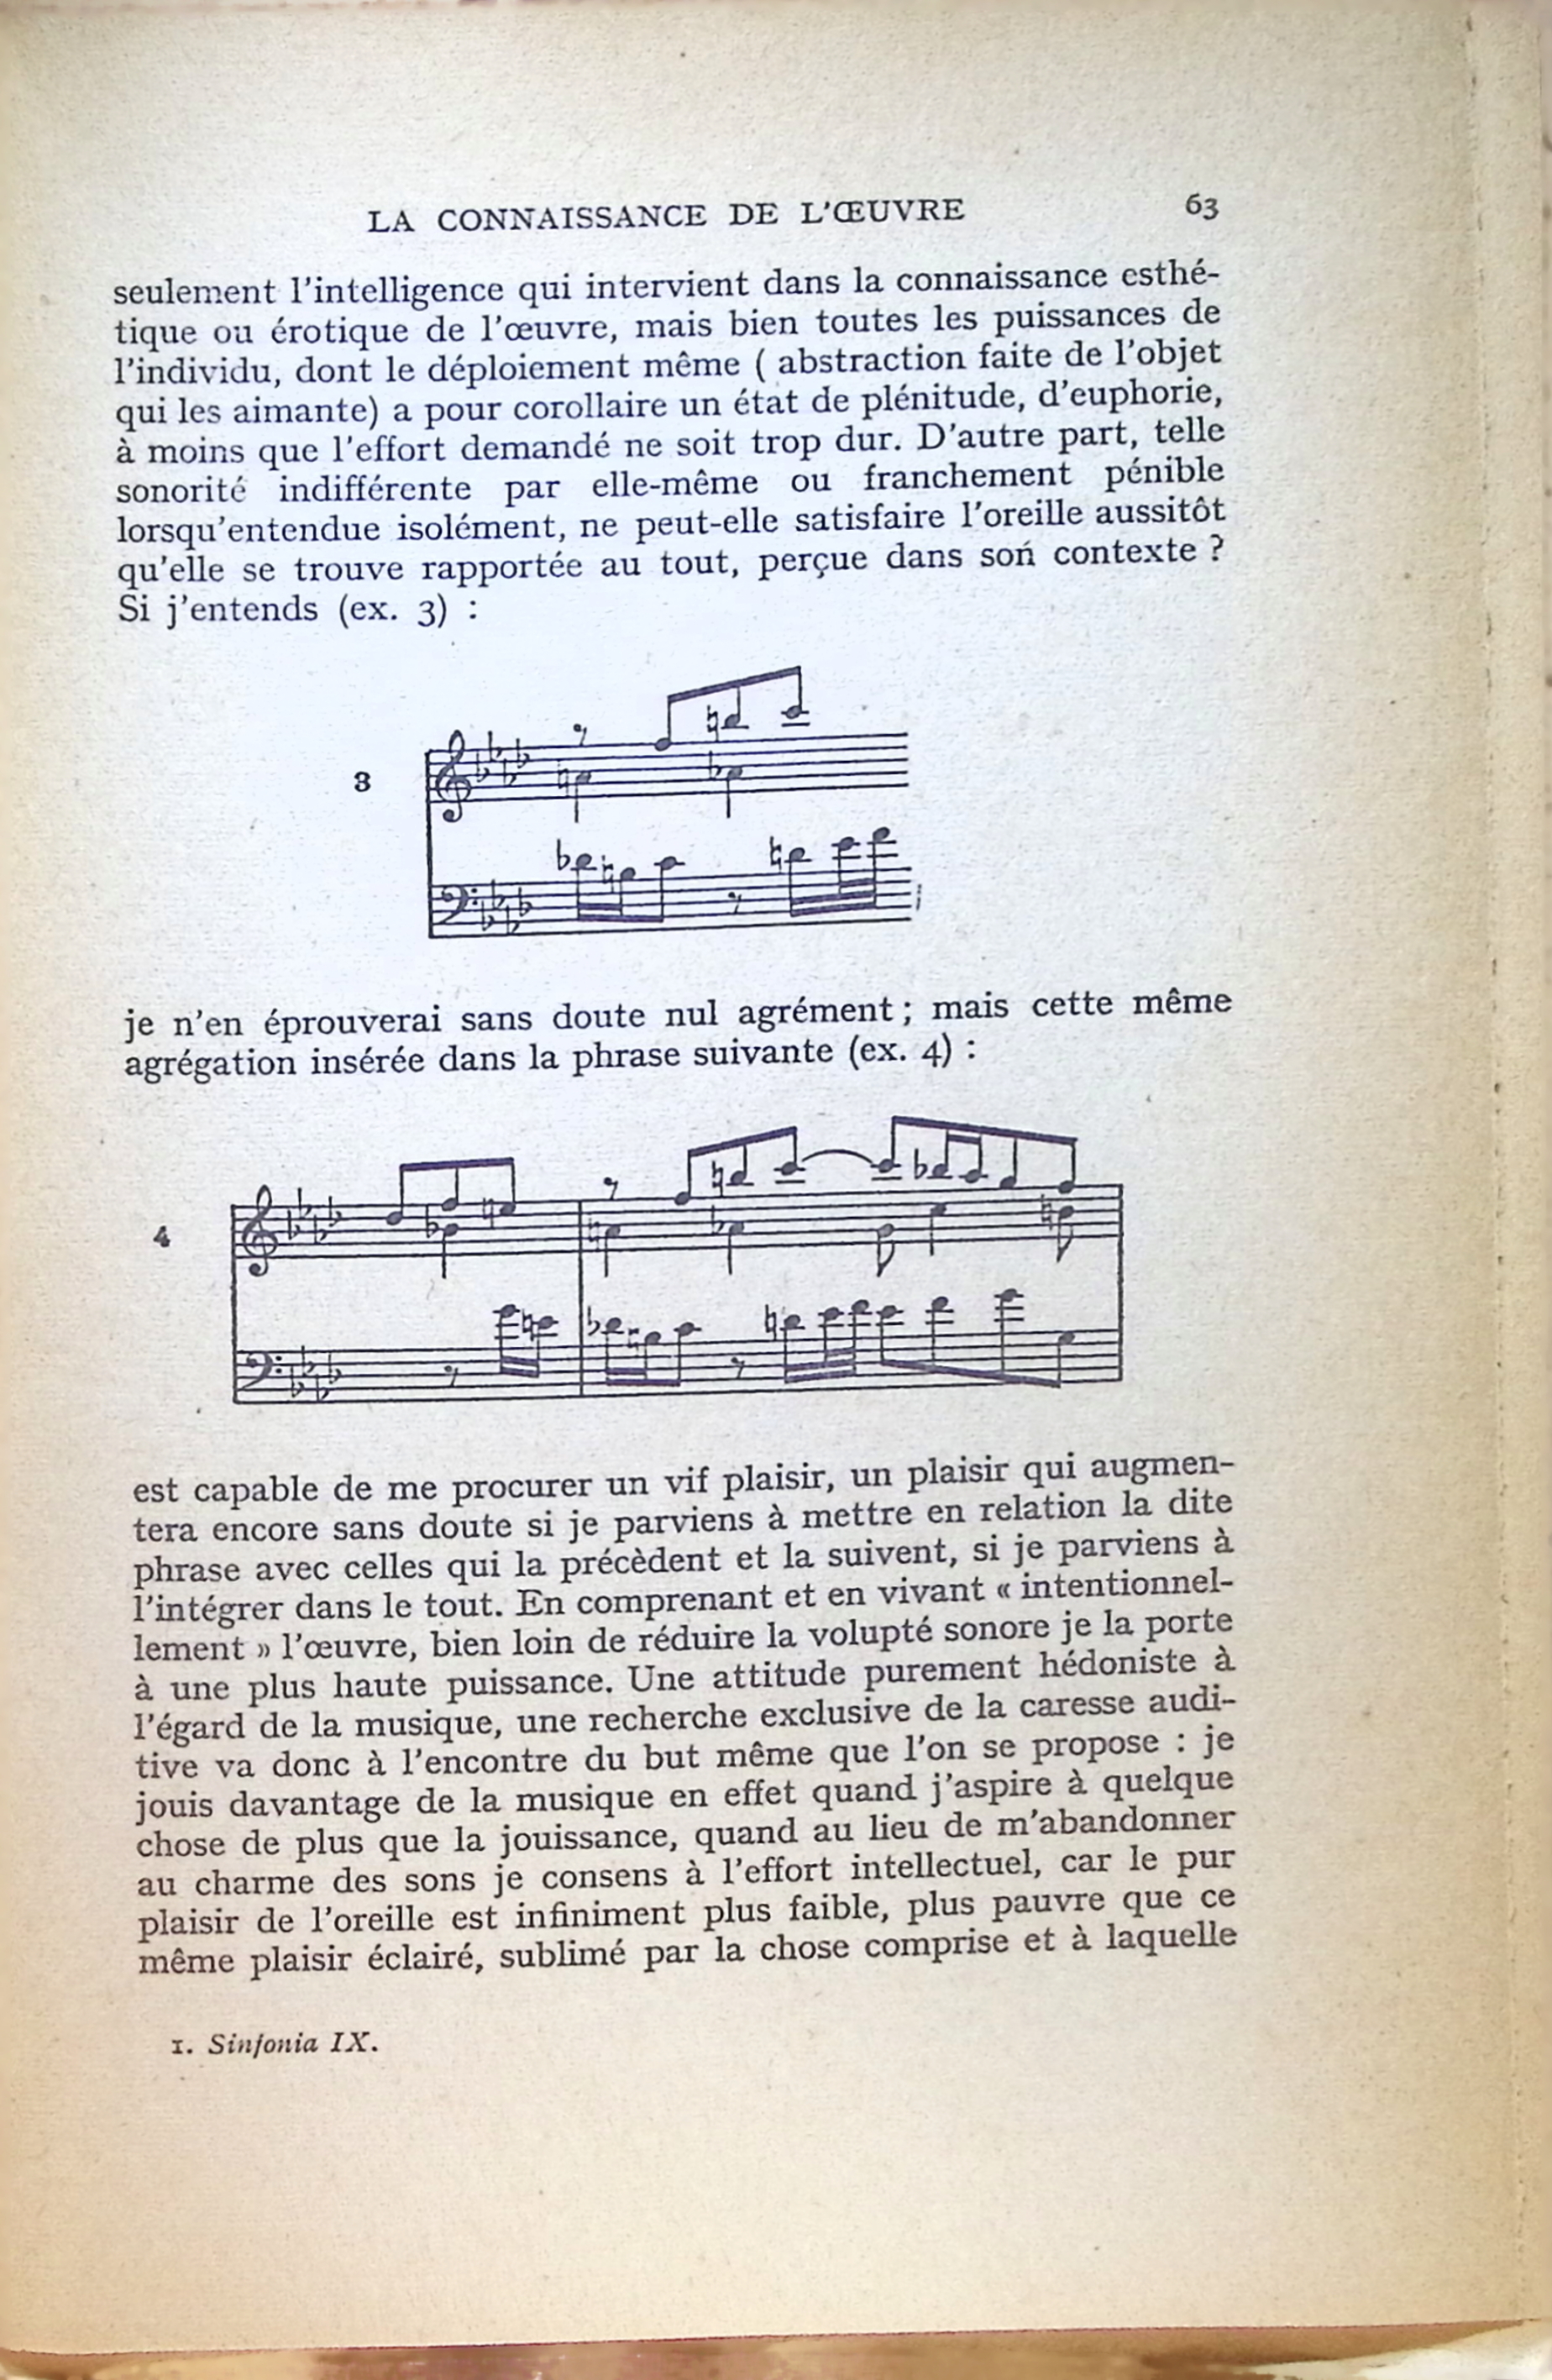 LA CONNAISSANCE DE L'ŒUVRE 63
seulement l'intelligence qui intervient dans la connaissance esthé-
tique ou érotique de l'œuvre, mais bien toutes les puissances de
l'individu, dont le déploiement même ( abstraction faite de l'objet
qui les aimante) a pour corollaire un état de plénitude, d'euphorie,
à moins que l'effort demandé ne soit trop dur. D'autre part, telle
sonorité indifférente par elle-même ou franchement pénible
lorsqu'entendue isolément, ne peut-elle satisfaire l'oreille aussitôt
qu'elle se trouve rapportée au tout, perçue dans son contexte ?
Si j'entends (ex. 3) :
3
je n'en éprouverai sans doute nul agrément ; mais cette même
agrégation insérée dans la phrase suivante (ex. 4) :
4
est capable de me procurer un vif plaisir, un plaisir qui augmen-
tera encore sans doute si je parviens à mettre en relation la dite
phrase avec celles qui la précèdent et la suivent, si je parviens à
l'intégrer dans le tout. En comprenant et en vivant « intentionnel-
lement » l'œuvre, bien loin de réduire la volupté sonore je la porte
à une plus haute puissance. Une attitude purement hédoniste à
l'égard de la musique, une recherche exclusive de la caresse audi-
tive va donc à l'encontre du but même que l'on se propose : je
jouis davantage de la musique en effet quand j'aspire à quelque
chose de plus que la jouissance, quand au lieu de m'abandonner
au charme des sons je consens à l'effort intellectuel, car le pur
plaisir de l'oreille est infiniment plus faible, plus pauvre que ce
même plaisir éclairé, sublimé par la chose comprise et à laquelle
1. Sinfonia IX.